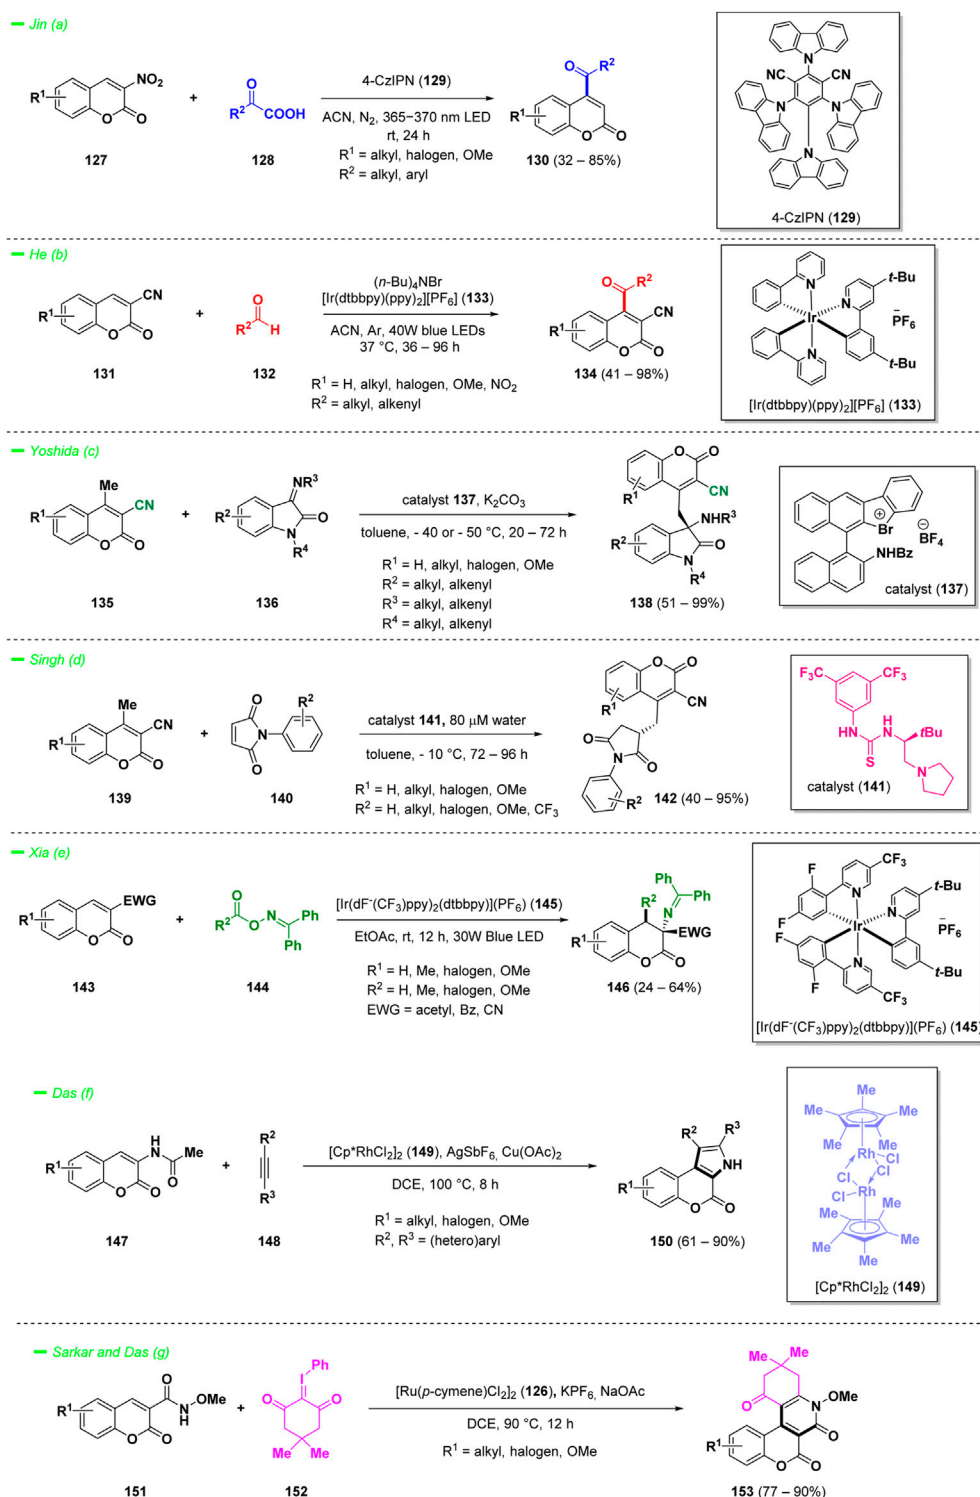 Jin (a)
R1 NO2 O O
127
+
O R2 COOH
128
4-CzIPN (129)
ACN, N2, 365–370 nm LED
rt, 24 h
R1 = alkyl, halogen, OMe
R2 = alkyl, aryl
O R2 R1 O O
130 (32 – 85%)
N NC CN N N N
4-CzIPN (129)
He (b)
R1 CN O O
131
+
O R2 H
132
(n-Bu)4NBr
[Ir(dtbbpy)(ppy)2][PF6] (133)
ACN, Ar, 40W blue LEDs
37 °C, 36 – 96 h
R1 = H, alkyl, halogen, OMe, NO2
R2 = alkyl, alkenyl
O R2 CN R1 O O
134 (41 – 98%)
N N Ir N t-Bu t-Bu –PF6
[Ir(dtbbpy)(ppy)2][PF6] (133)
Yoshida (c)
Me R1 CN O O
135
+
NR3 R2 O N R4
136
catalyst 137, K2CO3
toluene, - 40 or - 50 °C, 20 – 72 h
R1 = H, alkyl, halogen, OMe
R2 = alkyl, alkenyl
R3 = alkyl, alkenyl
R4 = alkyl, alkenyl
O O R1 CN NHR3 R2 O N R4
138 (51 – 99%)
⊕ Br ⊖ BF4 NHBz
catalyst (137)
Singh (d)
Me R1 CN O O
139
+
O R2 N O
140
catalyst 141, 80 μM water
toluene, - 10 °C, 72 – 96 h
R1 = H, alkyl, halogen, OMe
R2 = H, alkyl, halogen, OMe, CF3
O O R1 CN O N O R2
142 (40 – 95%)
F3C CF3 HN HN tBu S N
catalyst (141)
Xia (e)
R1 EWG O O
143
+
O R2 O N Ph Ph
144
[Ir(dF-(CF3)ppy)2(dtbbpy)](PF6) (145)
EtOAc, rt, 12 h, 30W Blue LED
R1 = H, Me, halogen, OMe
R2 = H, Me, halogen, OMe
EWG = acetyl, Bz, CN
Ph Ph R2 N R1 EWG O O
146 (24 – 64%)
CF3 F N F Ir N t-Bu t-Bu F F N CF3 –PF6
[Ir(dF-(CF3)ppy)2(dtbbpy)](PF6) (145)
Das (f)
R1 H N Me O O O
147
+
R2 R3
148
[Cp*RhCl2]2 (149), AgSbF6, Cu(OAc)2
DCE, 100 °C, 8 h
R1 = alkyl, halogen, OMe
R2, R3 = (hetero)aryl
R2 R3 NH R1 O O
150 (61 – 90%)
Me Me Me Me Me Rh Cl Cl Cl Cl Rh Me Me Me Me Me
[Cp*RhCl2]2 (149)
Sarkar and Das (g)
R1 O N H OMe O O
151
+
IPh O O Me Me
152
[Ru(p-cymene)Cl2]2 (126), KPF6, NaOAc
DCE, 90 °C, 12 h
R1 = alkyl, halogen, OMe
Me Me O N OMe O R1 O O
153 (77 – 90%)